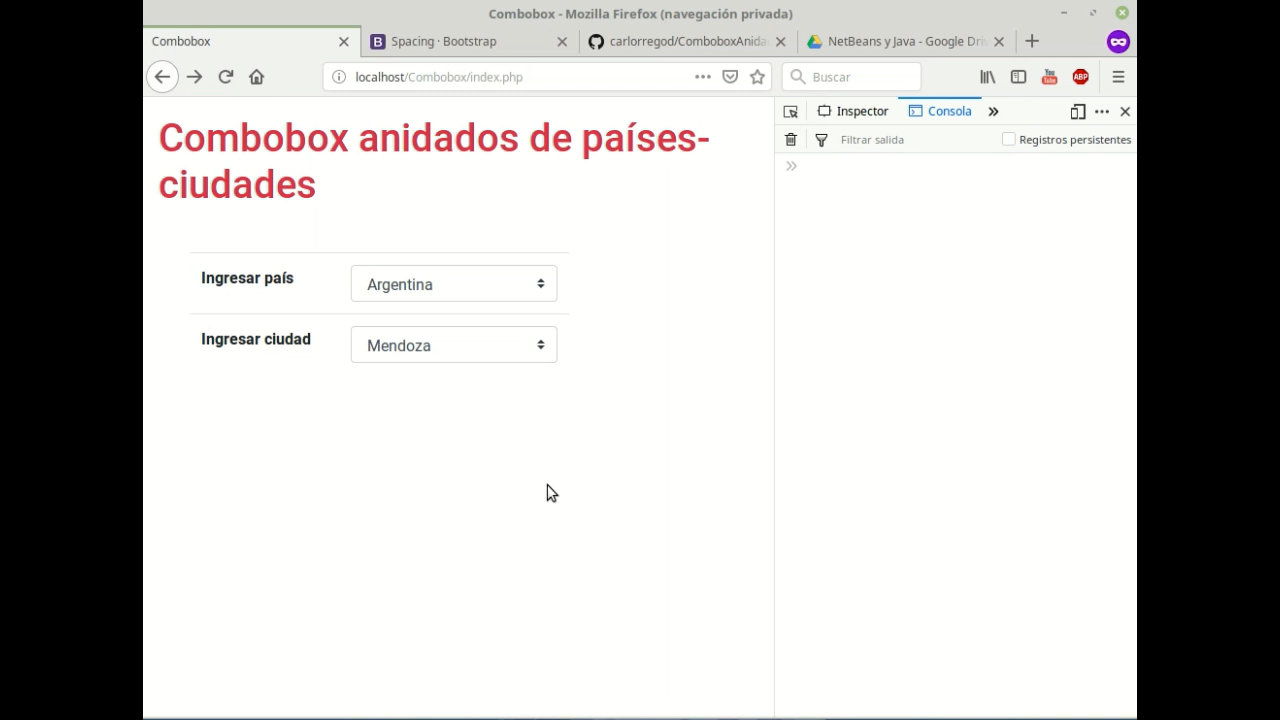 Combobox - Mozilla Firefox (navegación privada)
Combobox
Spacing · Bootstrap
carlorregod/ComboboxAnida
NetBeans y Java - Google Dri
localhost/Combobox/index.php
Buscar
ABP
Inspector
Consola
Filtrar salida
Registros persistentes
Combobox anidados de países-
ciudades
Ingresar país
Argentina
Ingresar ciudad
Mendoza